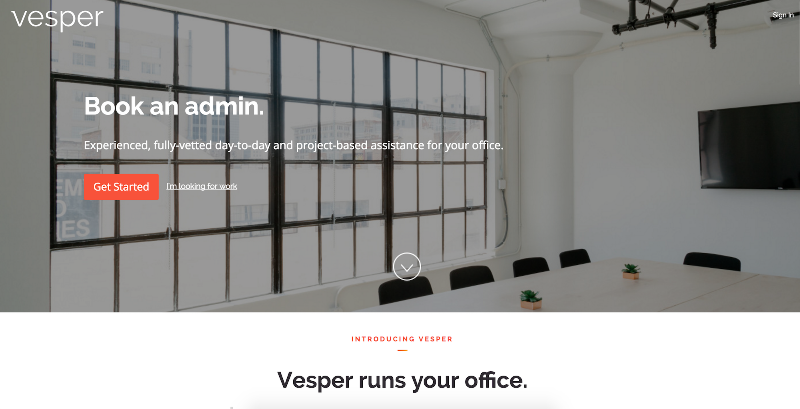 vesper
Sign In
Book an admin.
Experienced, fully-vetted day-to-day and project-based assistance for your office.
Get Started
I'm looking for work
INTRODUCING VESPER
Vesper runs your office.